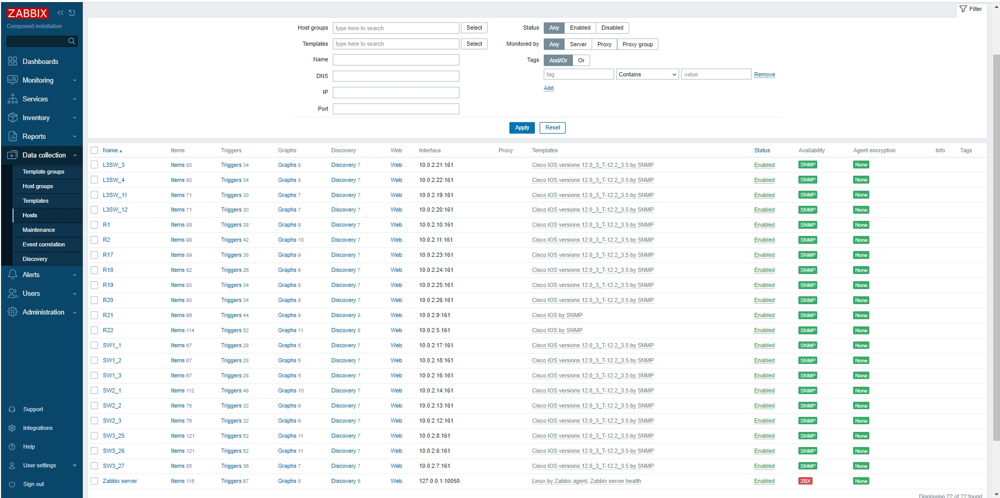 ZABBIX
Composed installation
Dashboards
Monitoring
Services
Inventory
Reports
Data collection
Template groups
Host groups
Templates
Hosts
Maintenance
Event correlation
Discovery
Alerts
Users
Administration
Support
Integrations
Help
User settings
Sign out
Filter
Host groups type here to search Select
Templates type here to search Select
Name
DNS
IP
Port
Status Any Enabled Disabled
Monitored by Any Server Proxy Proxy group
Tags And/Or Or
tag Contains value Remove
Add
Apply Reset
Name Items Triggers Graphs Discovery Web Interface Proxy Templates Status Availability Agent encryption Info Tags
L3SW_3 Items 80 Triggers 34 Graphs 8 Discovery 7 Web 10.0.2.21:161 Cisco IOS versions 12.0_3_T-12.2_3.5 by SNMP Enabled SNMP None
L3SW_4 Items 80 Triggers 34 Graphs 8 Discovery 7 Web 10.0.2.22:161 Cisco IOS versions 12.0_3_T-12.2_3.5 by SNMP Enabled SNMP None
L3SW_11 Items 71 Triggers 30 Graphs 7 Discovery 7 Web 10.0.2.19:161 Cisco IOS versions 12.0_3_T-12.2_3.5 by SNMP Enabled SNMP None
L3SW_12 Items 71 Triggers 30 Graphs 7 Discovery 7 Web 10.0.2.20:161 Cisco IOS versions 12.0_3_T-12.2_3.5 by SNMP Enabled SNMP None
R1 Items 89 Triggers 38 Graphs 9 Discovery 7 Web 10.0.2.10:161 Cisco IOS versions 12.0_3_T-12.2_3.5 by SNMP Enabled SNMP None
R2 Items 98 Triggers 42 Graphs 10 Discovery 7 Web 10.0.2.11:161 Cisco IOS versions 12.0_3_T-12.2_3.5 by SNMP Enabled SNMP None
R17 Items 89 Triggers 38 Graphs 9 Discovery 7 Web 10.0.2.23:161 Cisco IOS versions 12.0_3_T-12.2_3.5 by SNMP Enabled SNMP None
R18 Items 62 Triggers 26 Graphs 6 Discovery 7 Web 10.0.2.24:161 Cisco IOS versions 12.0_3_T-12.2_3.5 by SNMP Enabled SNMP None
R19 Items 80 Triggers 34 Graphs 8 Discovery 7 Web 10.0.2.25:161 Cisco IOS versions 12.0_3_T-12.2_3.5 by SNMP Enabled SNMP None
R20 Items 80 Triggers 34 Graphs 8 Discovery 7 Web 10.0.2.26:161 Cisco IOS versions 12.0_3_T-12.2_3.5 by SNMP Enabled SNMP None
R21 Items 96 Triggers 44 Graphs 9 Discovery 8 Web 10.0.2.9:161 Cisco IOS by SNMP Enabled SNMP None
R22 Items 114 Triggers 52 Graphs 11 Discovery 8 Web 10.0.2.5:161 Cisco IOS by SNMP Enabled SNMP None
SW1_1 Items 67 Triggers 28 Graphs 5 Discovery 7 Web 10.0.2.17:161 Cisco IOS versions 12.0_3_T-12.2_3.5 by SNMP Enabled SNMP None
SW1_2 Items 67 Triggers 28 Graphs 5 Discovery 7 Web 10.0.2.18:161 Cisco IOS versions 12.0_3_T-12.2_3.5 by SNMP Enabled SNMP None
SW1_3 Items 67 Triggers 28 Graphs 5 Discovery 7 Web 10.0.2.16:161 Cisco IOS versions 12.0_3_T-12.2_3.5 by SNMP Enabled SNMP None
SW2_1 Items 112 Triggers 48 Graphs 10 Discovery 7 Web 10.0.2.14:161 Cisco IOS versions 12.0_3_T-12.2_3.5 by SNMP Enabled SNMP None
SW2_2 Items 76 Triggers 32 Graphs 6 Discovery 7 Web 10.0.2.13:161 Cisco IOS versions 12.0_3_T-12.2_3.5 by SNMP Enabled SNMP None
SW2_3 Items 76 Triggers 32 Graphs 6 Discovery 7 Web 10.0.2.12:161 Cisco IOS versions 12.0_3_T-12.2_3.5 by SNMP Enabled SNMP None
SW3_25 Items 121 Triggers 52 Graphs 11 Discovery 7 Web 10.0.2.8:161 Cisco IOS versions 12.0_3_T-12.2_3.5 by SNMP Enabled SNMP None
SW3_26 Items 121 Triggers 52 Graphs 11 Discovery 7 Web 10.0.2.6:161 Cisco IOS versions 12.0_3_T-12.2_3.5 by SNMP Enabled SNMP None
SW3_27 Items 85 Triggers 36 Graphs 7 Discovery 7 Web 10.0.2.7:161 Cisco IOS versions 12.0_3_T-12.2_3.5 by SNMP Enabled SNMP None
Zabbix server Items 115 Triggers 67 Graphs 8 Discovery 6 Web 127.0.0.1:10050 Linux by Zabbix agent, Zabbix server health Enabled ZBX None
Displaying 22 of 22 found